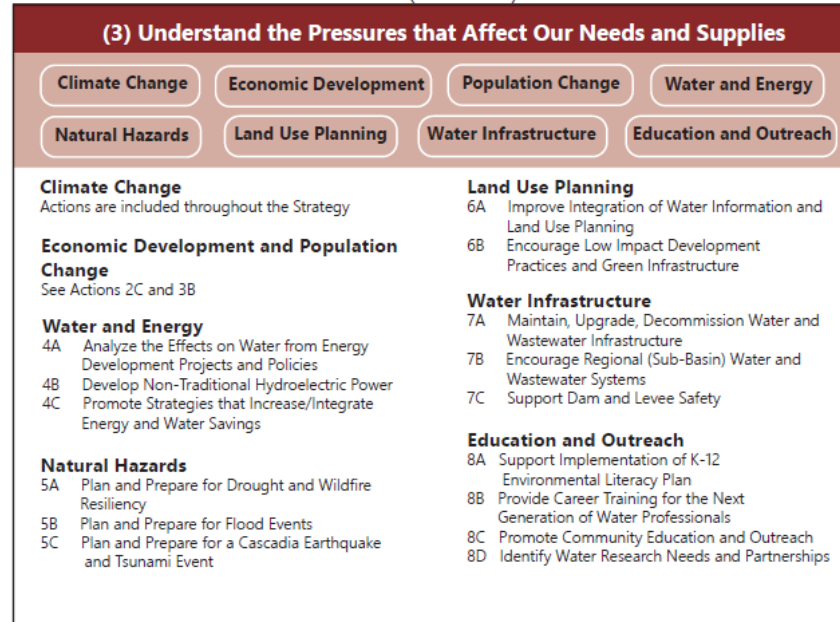 (3) Understand the Pressures that Affect Our Needs and Supplies
Climate Change
Economic Development
Population Change
Water and Energy
Natural Hazards
Land Use Planning
Water Infrastructure
Education and Outreach
Climate Change
Actions are included throughout the Strategy
Economic Development and Population
Change
See Actions 2C and 3B
Water and Energy
4A Analyze the Effects on Water from Energy
Development Projects and Policies
4B Develop Non-Traditional Hydroelectric Power
4C Promote Strategies that Increase/Integrate
Energy and Water Savings
Natural Hazards
5A Plan and Prepare for Drought and Wildfire
Resiliency
5B Plan and Prepare for Flood Events
5C Plan and Prepare for a Cascadia Earthquake
and Tsunami Event
Land Use Planning
6A Improve Integration of Water Information and
Land Use Planning
6B Encourage Low Impact Development
Practices and Green Infrastructure
Water Infrastructure
7A Maintain, Upgrade, Decommission Water and
Wastewater Infrastructure
7B Encourage Regional (Sub-Basin) Water and
Wastewater Systems
7C Support Dam and Levee Safety
Education and Outreach
8A Support Implementation of K-12
Environmental Literacy Plan
8B Provide Career Training for the Next
Generation of Water Professionals
8C Promote Community Education and Outreach
8D Identify Water Research Needs and Partnerships